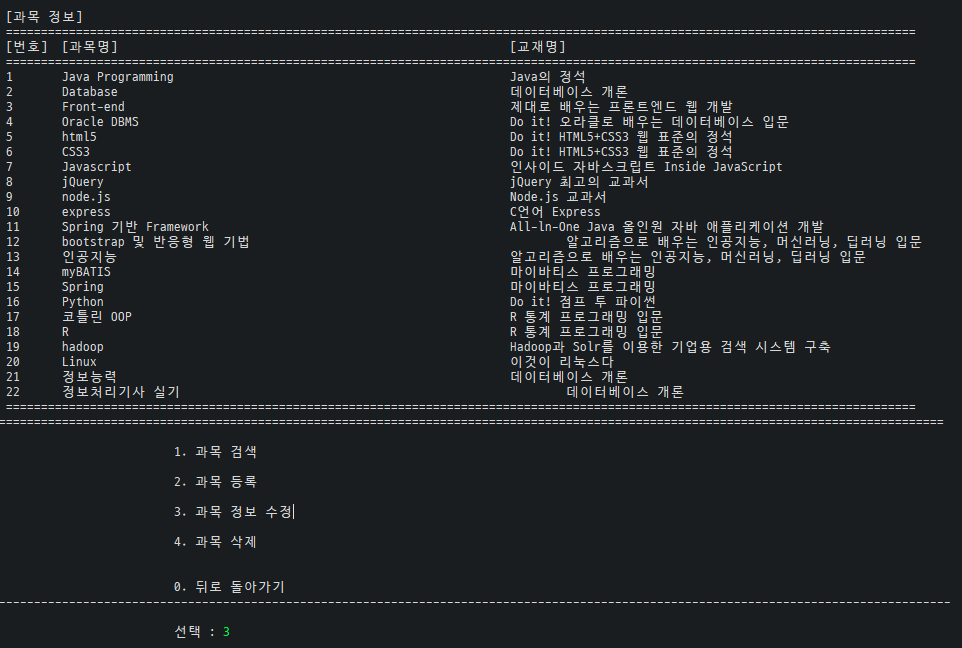 [과목 정보]
==================================================================================================================================
[번호] [과목명] [교재명]
==================================================================================================================================
1 Java Programming Java의 정석
2 Database 데이터베이스 개론
3 Front-end 제대로 배우는 프론트엔드 웹 개발
4 Oracle DBMS Do it! 오라클로 배우는 데이터베이스 입문
5 html5 Do it! HTML5+CSS3 웹 표준의 정석
6 CSS3 Do it! HTML5+CSS3 웹 표준의 정석
7 Javascript 인사이드 자바스크립트 Inside JavaScript
8 jQuery jQuery 최고의 교과서
9 node.js Node.js 교과서
10 express C언어 Express
11 Spring 기반 Framework All-ln-One Java 올인원 자바 애플리케이션 개발
12 bootstrap 및 반응형 웹 기법 알고리즘으로 배우는 인공지능, 머신러닝, 딥러닝 입문
13 인공지능 알고리즘으로 배우는 인공지능, 머신러닝, 딥러닝 입문
14 myBATIS 마이바티스 프로그래밍
15 Spring 마이바티스 프로그래밍
16 Python Do it! 점프 투 파이썬
17 코틀린 OOP R 통계 프로그래밍 입문
18 R R 통계 프로그래밍 입문
19 hadoop Hadoop과 Solr를 이용한 기업용 검색 시스템 구축
20 Linux 이것이 리눅스다
21 정보능력 데이터베이스 개론
22 정보처리기사 실기 데이터베이스 개론
==================================================================================================================================
=======================================================================================================================================
1. 과목 검색
2. 과목 등록
3. 과목 정보 수정
4. 과목 삭제
0. 뒤로 돌아가기
----------------------------------------------------------------------------------------------------------------------------------------
선택 : 3